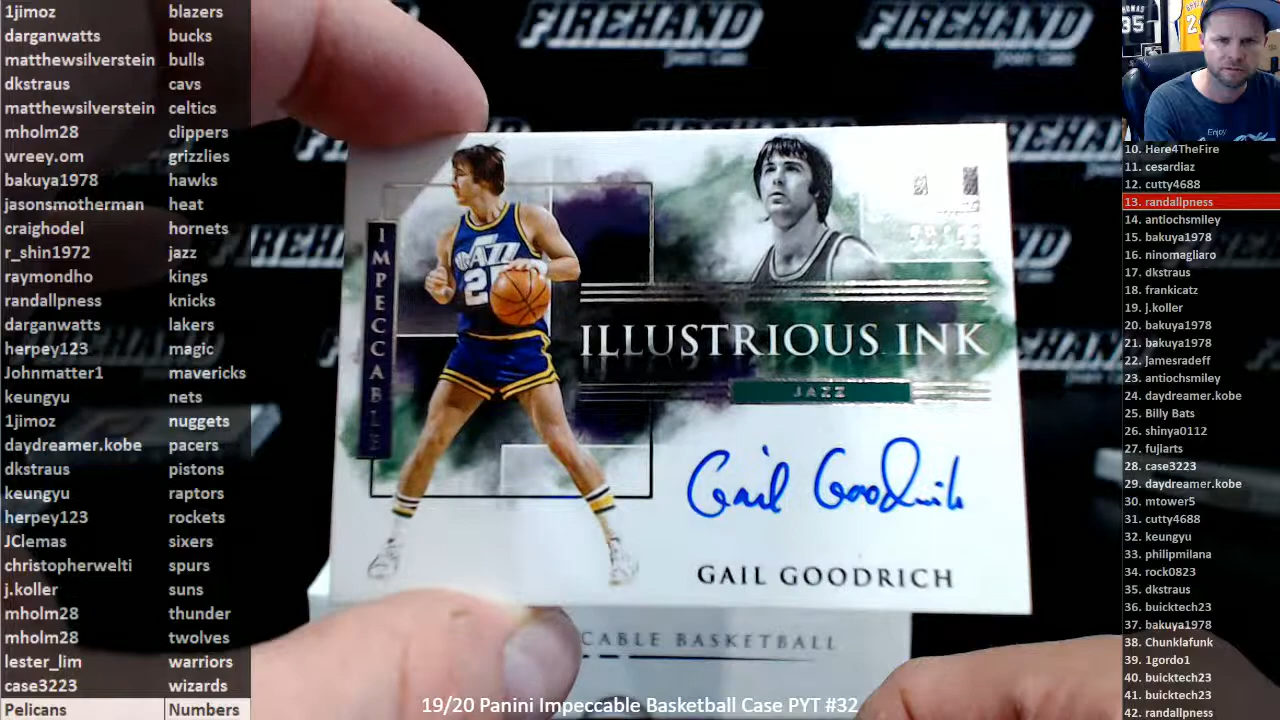 1jimoz blazers
darganwatts bucks
matthewsilverstein bulls
dkstraus cavs
matthewsilverstein celtics
mholm28 clippers
wreey.om grizzlies
bakuya1978 hawks
jasonsmotherman heat
craighodel hornets
r_shin1972 jazz
raymondho kings
randallpness knicks
darganwatts lakers
herpey123 magic
Johnmatter1 mavericks
keungyu nets
1jimoz nuggets
daydreamer.kobe pacers
dkstraus pistons
keungyu raptors
herpey123 rockets
JClemas sixers
christopherwelti spurs
j.koller suns
mholm28 thunder
mholm28 twolves
lester_lim warriors
case3223 wizards
Pelicans Numbers
FIREHAND
FIREHAND
IMPECCABLE
JAZZ
25
ILLUSTRIOUS INK
JAZZ
Gail Goodrich
GAIL GOODRICH
CABLE BASKETBALL
19/20 Panini Impeccable Basketball Case PYT #32
35
Enjoy
10. Here4TheFire
11. cesardiaz
12. cutty4688
13. randallpness
14. antiochsmiley
15. bakuya1978
16. ninomagliaro
17. dkstraus
18. frankicatz
19. j.koller
20. bakuya1978
21. bakuya1978
22. Jamesradeff
23. antiochsmiley
24. daydreamer.kobe
25. Billy Bats
26. shinya0112
27. fujiarts
28. case3223
29. daydreamer.kobe
30. mtower5
31. cutty4688
32. keungyu
33. philipmilana
34. rock0823
35. dkstraus
36. buicktech23
37. bakuya1978
38. Chunklafunk
39. 1gordo1
40. buicktech23
41. buicktech23
42. randallpness